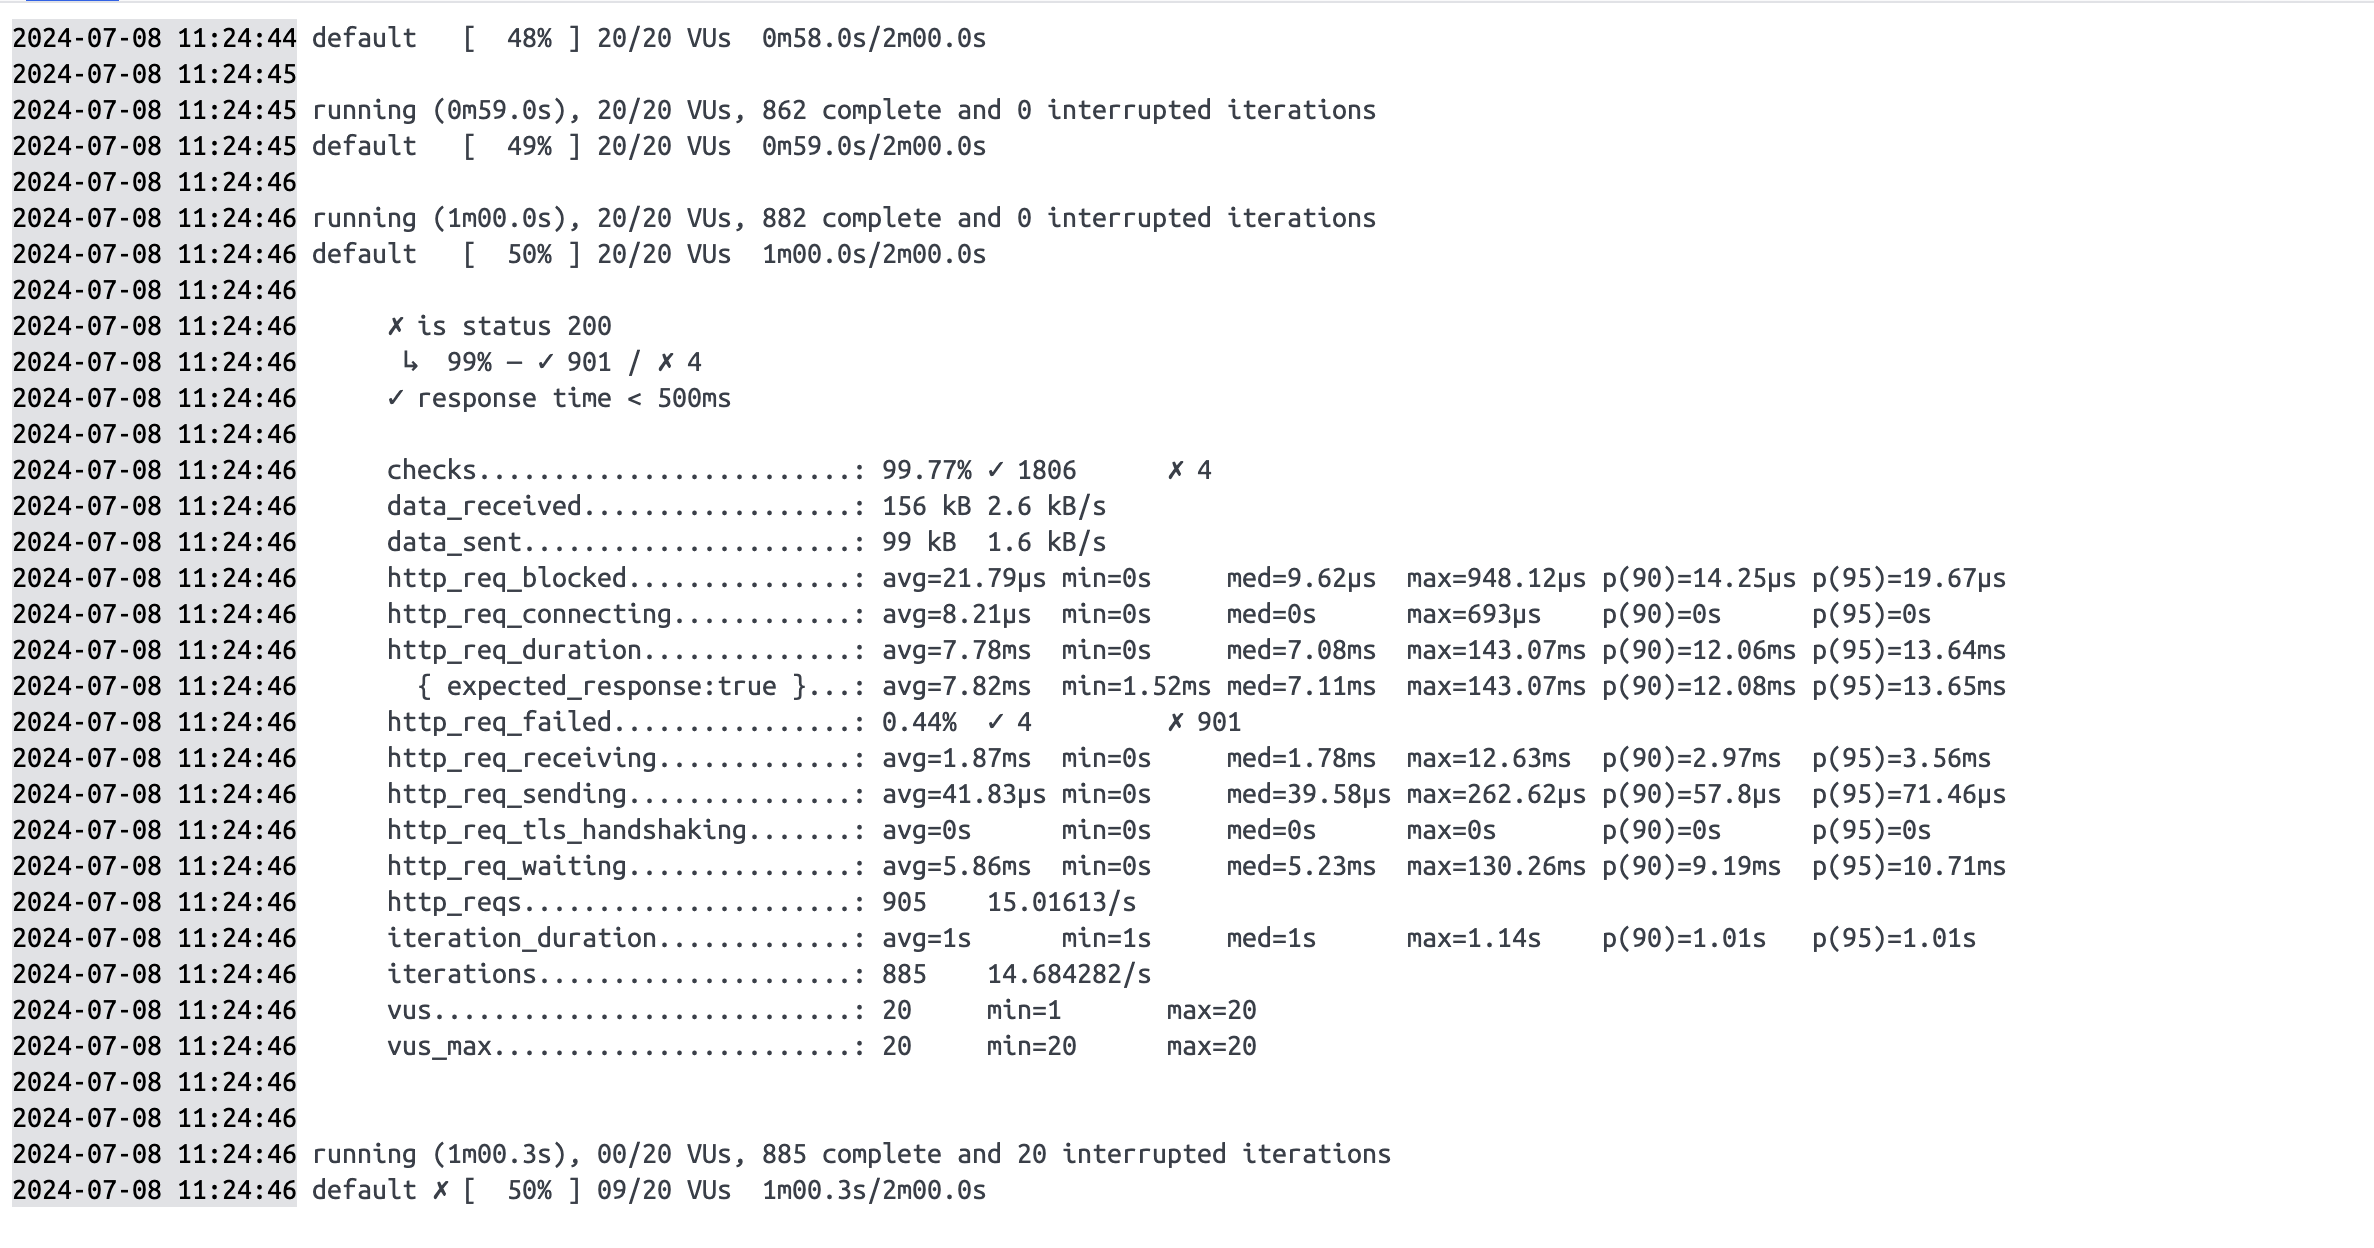 2024-07-08 11:24:44 default   [  48% ] 20/20 VUs  0m58.0s/2m00.0s
2024-07-08 11:24:45
2024-07-08 11:24:45 running (0m59.0s), 20/20 VUs, 862 complete and 0 interrupted iterations
2024-07-08 11:24:45 default   [  49% ] 20/20 VUs  0m59.0s/2m00.0s
2024-07-08 11:24:46
2024-07-08 11:24:46 running (1m00.0s), 20/20 VUs, 882 complete and 0 interrupted iterations
2024-07-08 11:24:46 default   [  50% ] 20/20 VUs  1m00.0s/2m00.0s
2024-07-08 11:24:46
2024-07-08 11:24:46      ✗ is status 200
2024-07-08 11:24:46       ↳  99% — ✓ 901 / ✗ 4
2024-07-08 11:24:46      ✓ response time < 500ms
2024-07-08 11:24:46
2024-07-08 11:24:46      checks.........................: 99.77% ✓ 1806      ✗ 4
2024-07-08 11:24:46      data_received..................: 156 kB 2.6 kB/s
2024-07-08 11:24:46      data_sent......................: 99 kB  1.6 kB/s
2024-07-08 11:24:46      http_req_blocked...............: avg=21.79µs min=0s     med=9.62µs  max=948.12µs p(90)=14.25µs p(95)=19.67µs
2024-07-08 11:24:46      http_req_connecting............: avg=8.21µs  min=0s     med=0s      max=693µs    p(90)=0s      p(95)=0s
2024-07-08 11:24:46      http_req_duration..............: avg=7.78ms  min=0s     med=7.08ms  max=143.07ms p(90)=12.06ms p(95)=13.64ms
2024-07-08 11:24:46        { expected_response:true }...: avg=7.82ms  min=1.52ms med=7.11ms  max=143.07ms p(90)=12.08ms p(95)=13.65ms
2024-07-08 11:24:46      http_req_failed................: 0.44%  ✓ 4         ✗ 901
2024-07-08 11:24:46      http_req_receiving.............: avg=1.87ms  min=0s     med=1.78ms  max=12.63ms  p(90)=2.97ms  p(95)=3.56ms
2024-07-08 11:24:46      http_req_sending...............: avg=41.83µs min=0s     med=39.58µs max=262.62µs p(90)=57.8µs  p(95)=71.46µs
2024-07-08 11:24:46      http_req_tls_handshaking.......: avg=0s      min=0s     med=0s      max=0s       p(90)=0s      p(95)=0s
2024-07-08 11:24:46      http_req_waiting...............: avg=5.86ms  min=0s     med=5.23ms  max=130.26ms p(90)=9.19ms  p(95)=10.71ms
2024-07-08 11:24:46      http_reqs......................: 905    15.01613/s
2024-07-08 11:24:46      iteration_duration.............: avg=1s      min=1s     med=1s      max=1.14s    p(90)=1.01s   p(95)=1.01s
2024-07-08 11:24:46      iterations.....................: 885    14.684282/s
2024-07-08 11:24:46      vus............................: 20     min=1       max=20
2024-07-08 11:24:46      vus_max........................: 20     min=20      max=20
2024-07-08 11:24:46
2024-07-08 11:24:46
2024-07-08 11:24:46 running (1m00.3s), 00/20 VUs, 885 complete and 20 interrupted iterations
2024-07-08 11:24:46 default ✗ [  50% ] 09/20 VUs  1m00.3s/2m00.0s